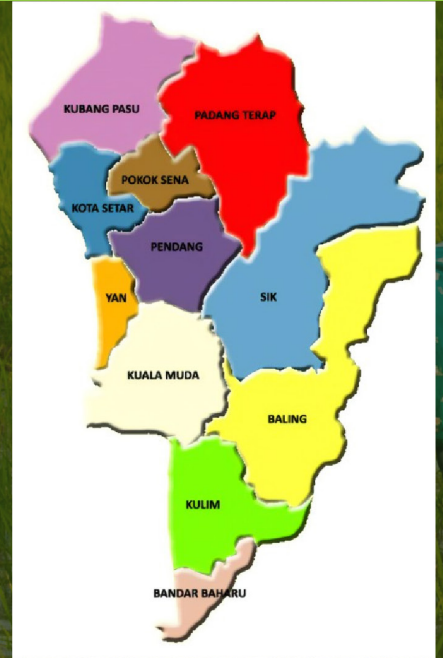 KUBANG PASU
PADANG TERAP
POKOK SENA
KOTA SETAR
PENDANG
YAN
SIK
KUALA MUDA
BALING
KULIM
BANDAR BAHARU